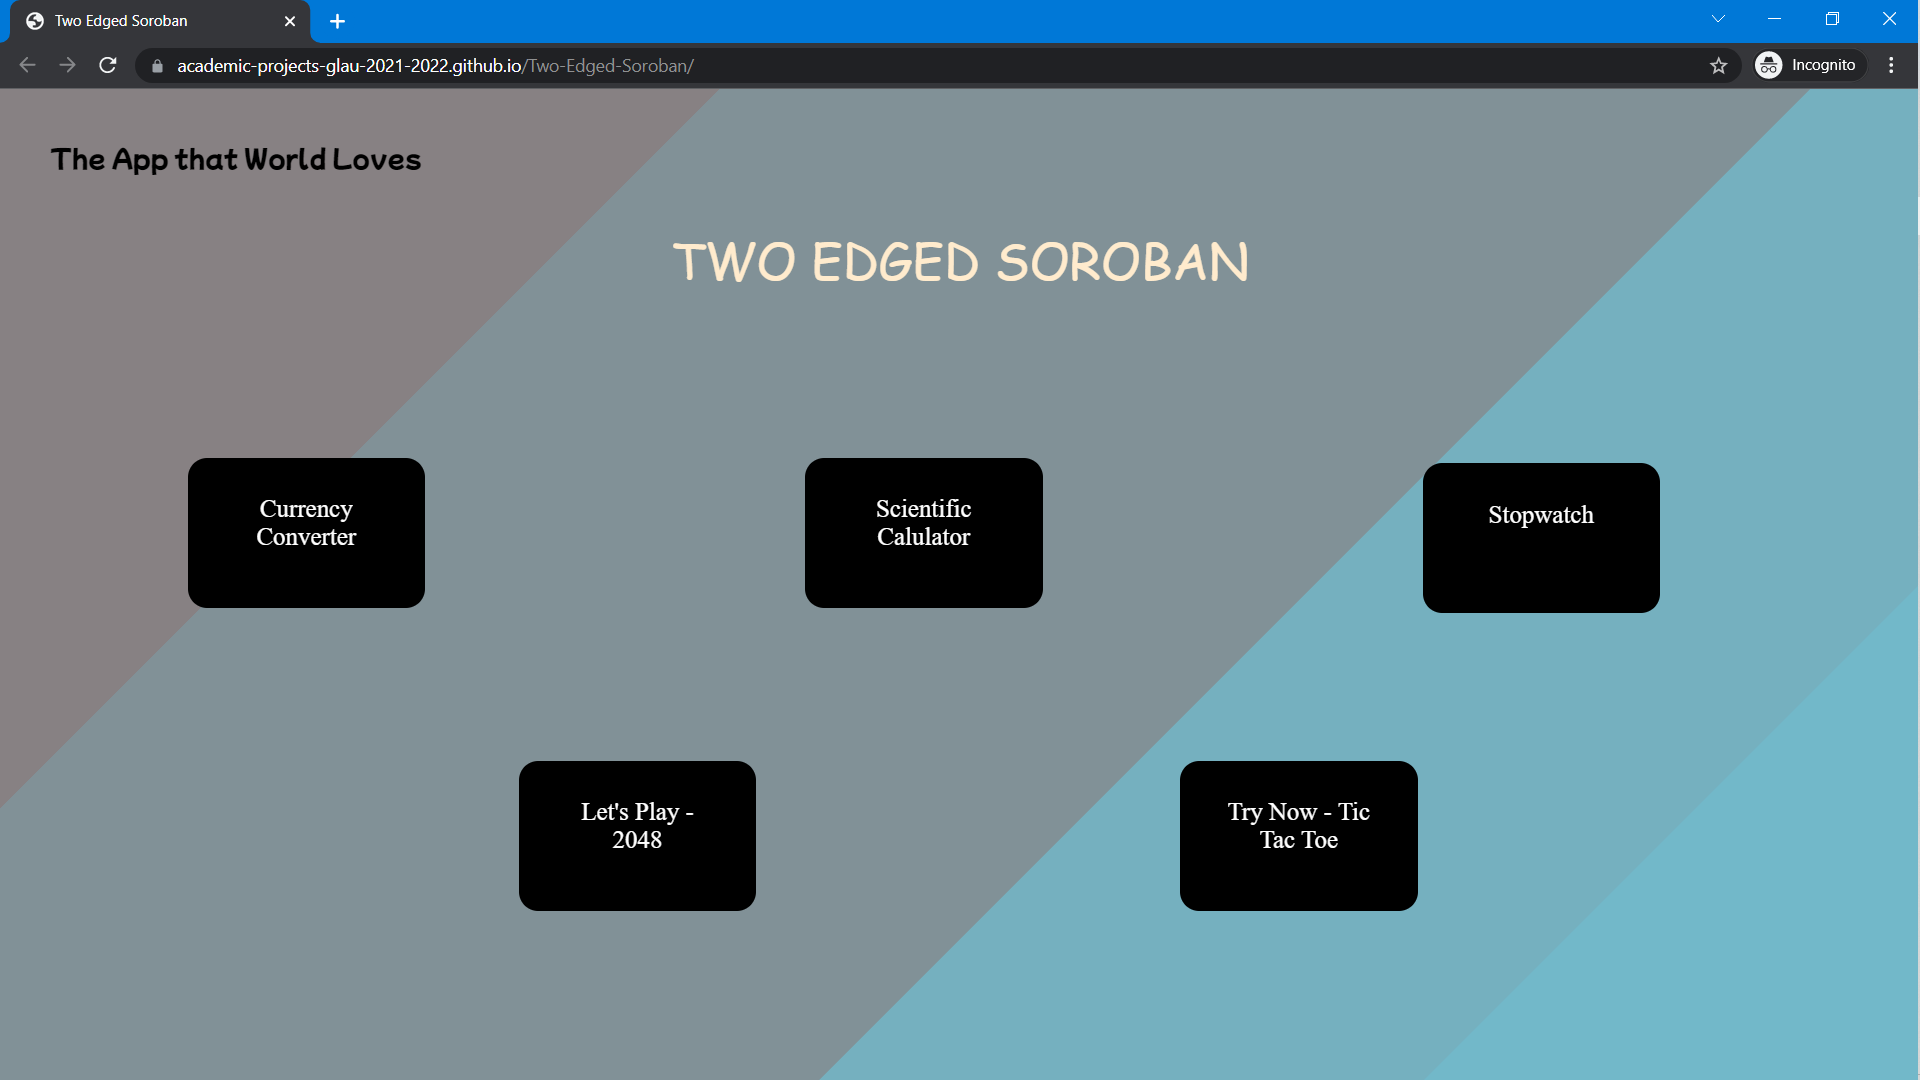 Two Edged Soroban
academic-projects-glau-2021-2022.github.io/Two-Edged-Soroban/
Incognito
The App that World Loves
TWO EDGED SOROBAN
Currency
Converter
Scientific
Calulator
Stopwatch
Let's Play -
2048
Try Now - Tic
Tac Toe